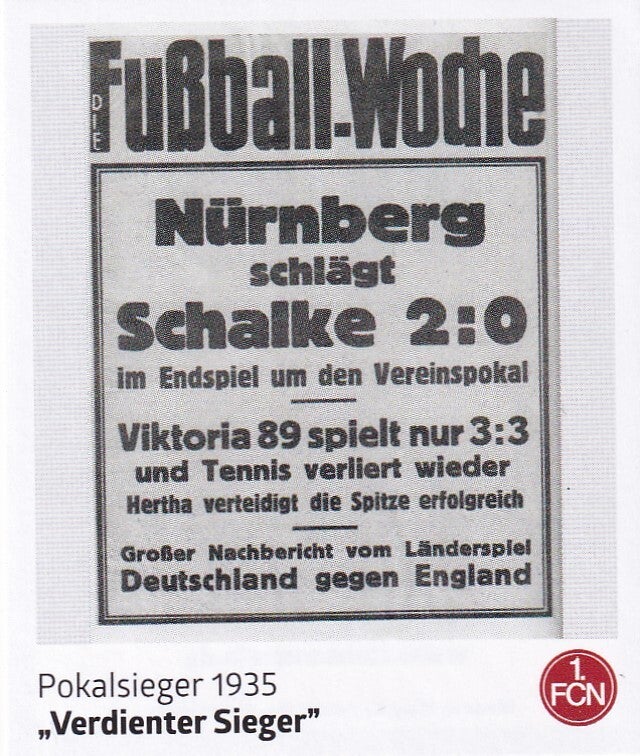 DIE
Fußball-Woche
Nürnberg
schlägt
Schalke 2:0
im Endspiel um den Vereinspokal
Viktoria 89 spielt nur 3:3
und Tennis verliert wieder
Hertha verteidigt die Spitze erfolgreich
Großer Nachbericht vom Länderspiel
Deutschland gegen England
Pokalsieger 1935
„Verdienter Sieger”
1.
FCN